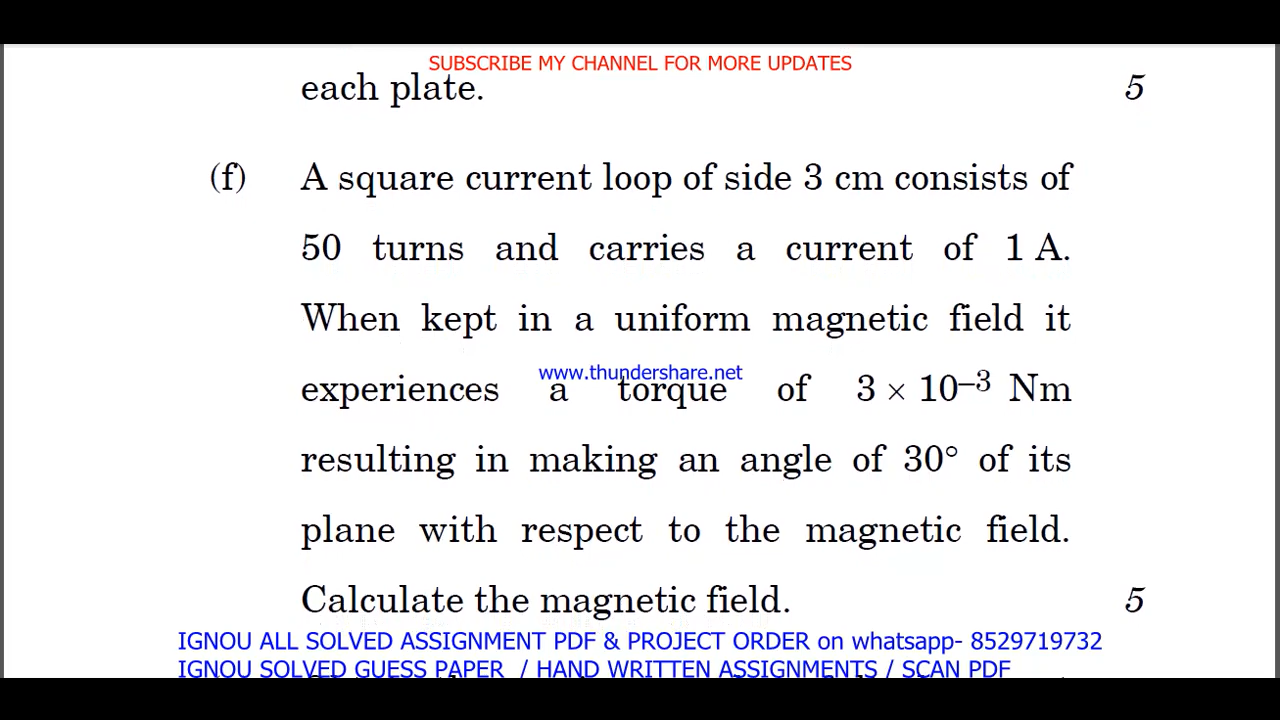 SUBSCRIBE MY CHANNEL FOR MORE UPDATES
each plate. 5
(f) A square current loop of side 3 cm consists of
50 turns and carries a current of 1 A.
When kept in a uniform magnetic field it
www.thundershare.net
experiences a torque of 3 × 10⁻³ Nm
resulting in making an angle of 30° of its
plane with respect to the magnetic field.
Calculate the magnetic field. 5
IGNOU ALL SOLVED ASSIGNMENT PDF & PROJECT ORDER on whatsapp- 8529719732
IGNOU SOLVED GUESS PAPER / HAND WRITTEN ASSIGNMENTS / SCAN PDF